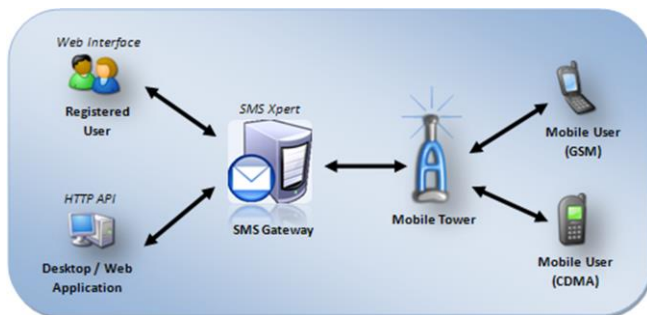 Web Interface
Registered
User
HTTP API
Desktop / Web
Application
SMS Xpert
SMS Gateway
Mobile Tower
Mobile User
(GSM)
Mobile User
(CDMA)